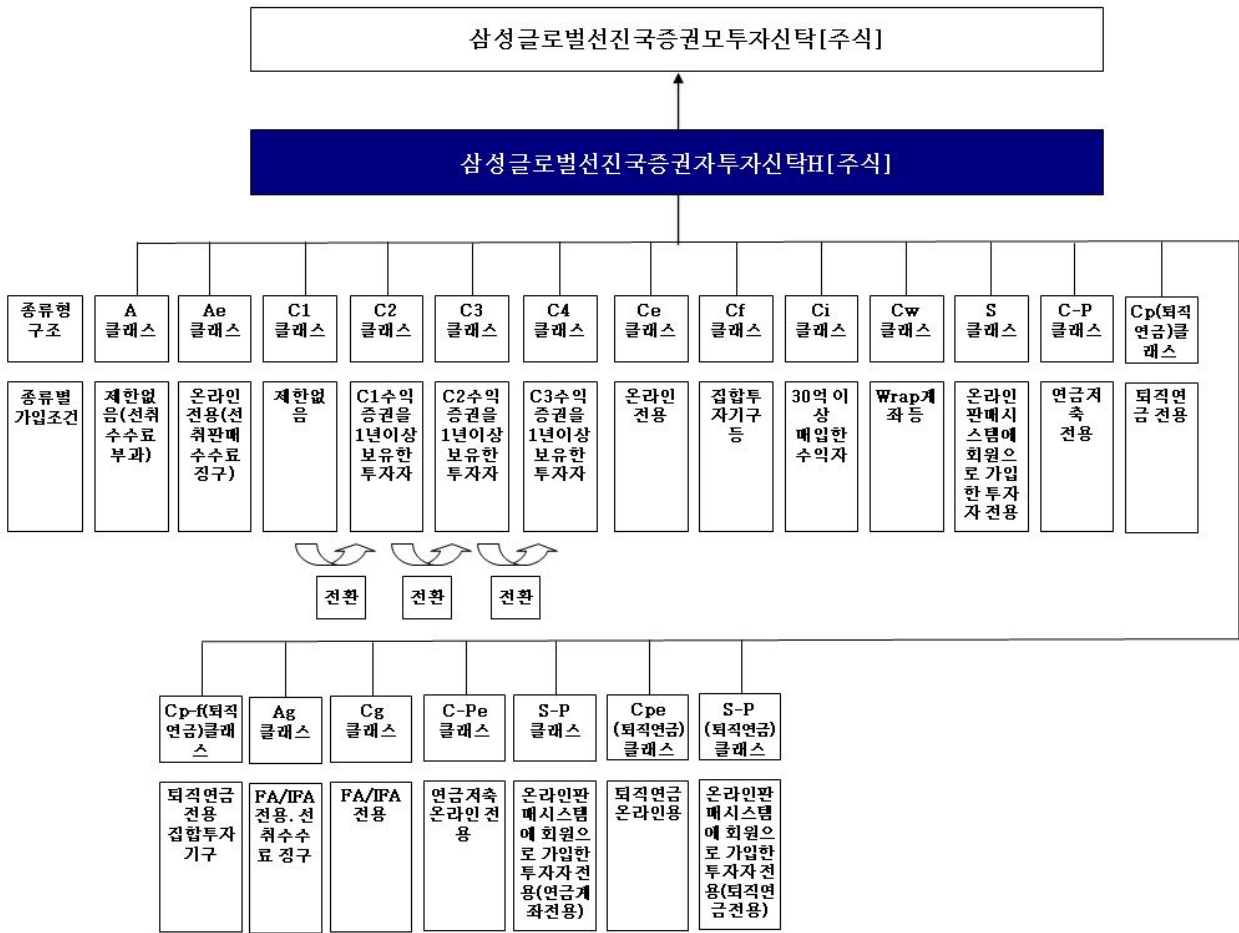 삼성글로벌선진국증권모투자신탁[주식]
삼성글로벌선진국증권자투자신탁H[주식]
종류형
구조
A
클래스
Ae
클래스
C1
클래스
C2
클래스
C3
클래스
C4
클래스
Ce
클래스
Cf
클래스
Ci
클래스
Cw
클래스
S
클래스
C-P
클래스
Cp(퇴직
연금)클
래스
종류별
가입조건
제한없
음(선취
수수료
부과)
온라인
전용(선
취판매
수수료
징구)
제한없
음
C1수익
증권을
1년이상
보유한
투자자
C2수익
증권을
1년이상
보유한
투자자
C3수익
증권을
1년이상
보유한
투자자
온라인
전용
집합투
자기구
등
30억 이
상
매입한
수익자
Wrap계
좌 등
온라인
판매시
스템에
회원으
로 가입
한 투자
자 전용
연금저
축
전용
퇴직연
금 전용
전환
전환
전환
Cp-f(퇴직
연금)클래
스
Ag
클래스
Cg
클래스
C-Pe
클래스
S-P
클래스
Cpe
(퇴직연금)
클래스
S-P
(퇴직연금)
클래스
퇴직연금
전용
집합투자
기구
FA/IFA
전용. 선
취수수
료 징구
FA/IFA
전용
연금저축
온라인 전
용
온라인판
매시스템
에 회원으
로 가입한
투자자 전
용(연금계
좌전용)
퇴직연금
온라인용
온라인판
매시스템
에 회원으
로 가입한
투자자 전
용(퇴직연
금전용)